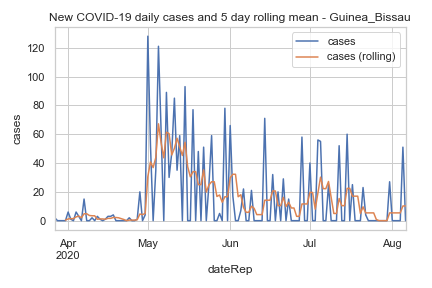 New COVID-19 daily cases and 5 day rolling mean - Guinea_Bissau
cases
cases (rolling)
120
100
80
60
40
20
0
cases
Apr May Jun Jul Aug
2020
dateRep